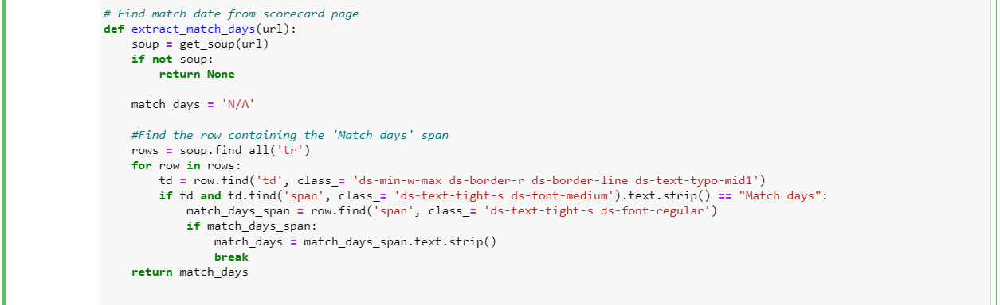 # Find match date from scorecard page
def extract_match_days(url):
    soup = get_soup(url)
    if not soup:
        return None

    match_days = 'N/A'

    #Find the row containing the 'Match days' span
    rows = soup.find_all('tr')
    for row in rows:
        td = row.find('td', class_= 'ds-min-w-max ds-border-r ds-border-line ds-text-typo-mid1')
        if td and td.find('span', class_= 'ds-text-tight-s ds-font-medium').text.strip() == "Match days":
            match_days_span = row.find('span', class_= 'ds-text-tight-s ds-font-regular')
            if match_days_span:
                match_days = match_days_span.text.strip()
                break
    return match_days